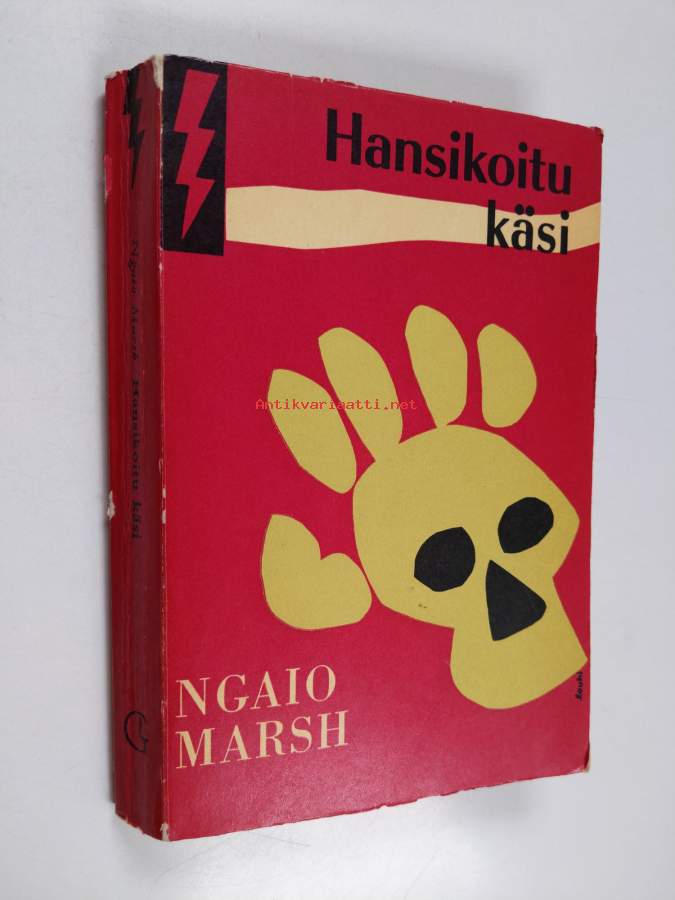 Hansikoitu
käsi
Antikvariaatti.net
NGAIO
MARSH
Ngaio Marsh Hansikoitu käsi
G